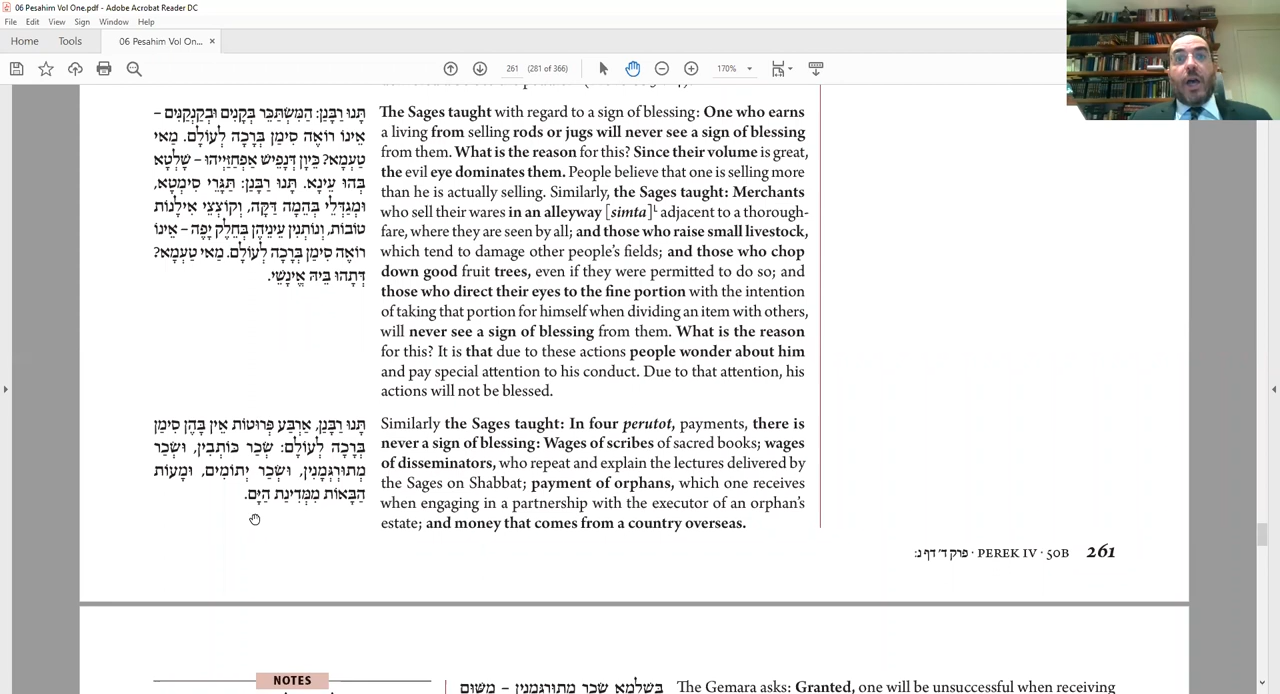 06 Pesahim Vol One.pdf - Adobe Acrobat Reader DC
File Edit View Sign Window Help
Home Tools 06 Pesahim Vol On... ×
261 (281 of 366) 170%
תָּנוּ רַבָּנַן: הַמִּשְׂתַּכֵּר בְּקָנִים וּבְקַנְקַנִּים –
אֵינוֹ רוֹאֶה סִימַן בְּרָכָה לְעוֹלָם. מַאי
טַעְמָא? כֵּיוָן דְּנָפֵישׁ אַפְחֲזַיְיהוּ – שָׁלְטָא
בְּהוּ עֵינָא. תָּנוּ רַבָּנַן: תַּגָּרֵי סִימְטָא,
וּמְגַדְּלֵי בְּהֵמָה דַּקָּה, וְקוֹצְצֵי אִילָנוֹת
טוֹבוֹת, וְנוֹתְנִין עֵינֵיהֶן בְּחֵלֶק יָפֶה – אֵינוֹ
רוֹאֶה סִימַן בְּרָכָה לְעוֹלָם. מַאי טַעְמָא?
דְּתָהוּ בֵּיהּ אֱינָשֵׁי.
The Sages taught with regard to a sign of blessing: One who earns
a living from selling rods or jugs will never see a sign of blessing
from them. What is the reason for this? Since their volume is great,
the evil eye dominates them. People believe that one is selling more
than he is actually selling. Similarly, the Sages taught: Merchants
who sell their wares in an alleyway [simta]L adjacent to a thorough-
fare, where they are seen by all; and those who raise small livestock,
which tend to damage other people's fields; and those who chop
down good fruit trees, even if they were permitted to do so; and
those who direct their eyes to the fine portion with the intention
of taking that portion for himself when dividing an item with others,
will never see a sign of blessing from them. What is the reason
for this? It is that due to these actions people wonder about him
and pay special attention to his conduct. Due to that attention, his
actions will not be blessed.
תָּנוּ רַבָּנַן, אַרְבַּע פְּרוּטוֹת אֵין בָּהֶן סִימַן
בְּרָכָה לְעוֹלָם: שְׂכַר כּוֹתְבִין, וּשְׂכַר
מְתוּרְגְּמָנִין, וּשְׂכַר יְתוֹמִים, וּמָעוֹת
הַבָּאוֹת מִמְּדִינַת הַיָּם.
Similarly the Sages taught: In four perutot, payments, there is
never a sign of blessing: Wages of scribes of sacred books; wages
of disseminators, who repeat and explain the lectures delivered by
the Sages on Shabbat; payment of orphans, which one receives
when engaging in a partnership with the executor of an orphan's
estate; and money that comes from a country overseas.
פרק ד׳ דף נ: · PEREK IV · 50B 261
NOTES
בִּשְׁלָמָא שְׂכַר מְתוּרְגְּמָנִין – מִשּׁוּם
The Gemara asks: Granted, one will be unsuccessful when receiving